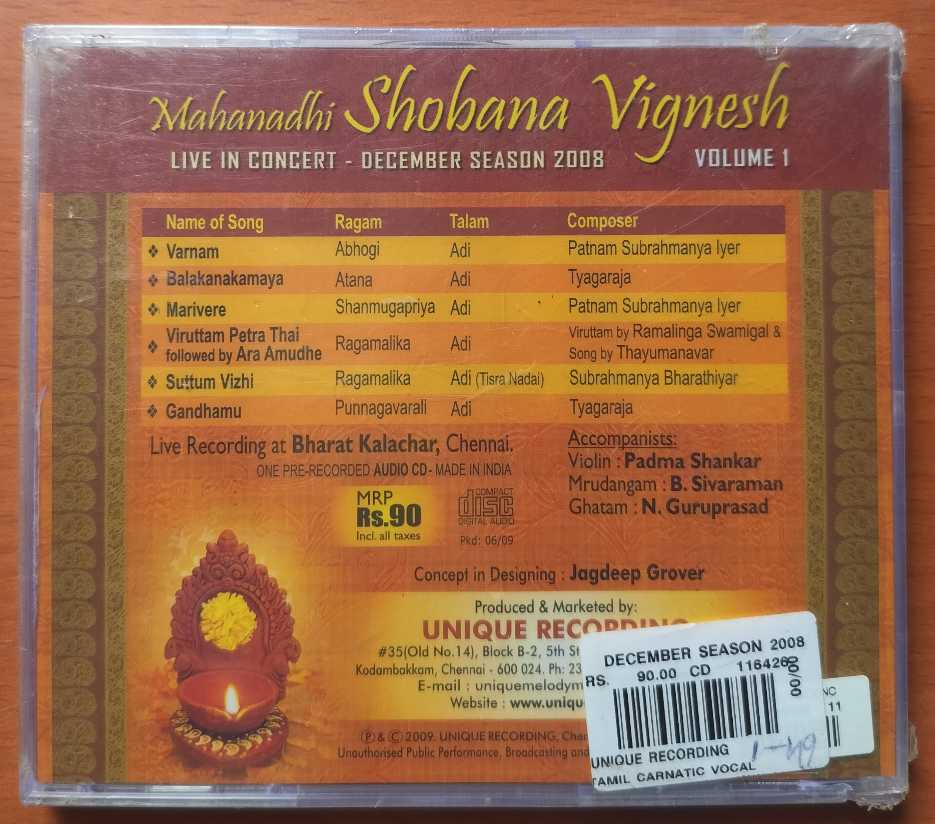 Mahanadhi Shobana Vignesh
LIVE IN CONCERT - DECEMBER SEASON 2008 VOLUME 1
Name of Song Ragam Talam Composer
❖ Varnam Abhogi Adi Patnam Subrahmanya Iyer
❖ Balakanakamaya Atana Adi Tyagaraja
❖ Marivere Shanmugapriya Adi Patnam Subrahmanya Iyer
❖ Viruttam Petra Thai followed by Ara Amudhe Ragamalika Adi Viruttam by Ramalinga Swamigal & Song by Thayumanavar
❖ Suttum Vizhi Ragamalika Adi (Tisra Nadai) Subrahmanya Bharathiyar
❖ Gandhamu Punnagavarali Adi Tyagaraja
Live Recording at Bharat Kalachar, Chennai.
ONE PRE-RECORDED AUDIO CD - MADE IN INDIA
Accompanists:
Violin : Padma Shankar
Mrudangam : B. Sivaraman
Ghatam : N. Guruprasad
MRP
Rs.90
Incl. all taxes
COMPACT
disc
DIGITAL AUDIO
Pkd: 06/09
Concept in Designing : Jagdeep Grover
Produced & Marketed by:
UNIQUE RECORDING
#35(Old No.14), Block B-2, 5th St
Kodambakkam, Chennai - 600 024. Ph: 23
E-mail : uniquemelodym
Website : www.uniqu
℗ & © 2009. UNIQUE RECORDING, Chen
Unauthorised Public Performance, Broadcasting and
DECEMBER SEASON 2008
RS. 90.00 CD 116426
00/00
UNIQUE RECORDING
TAMIL CARNATIC VOCAL
NC
11